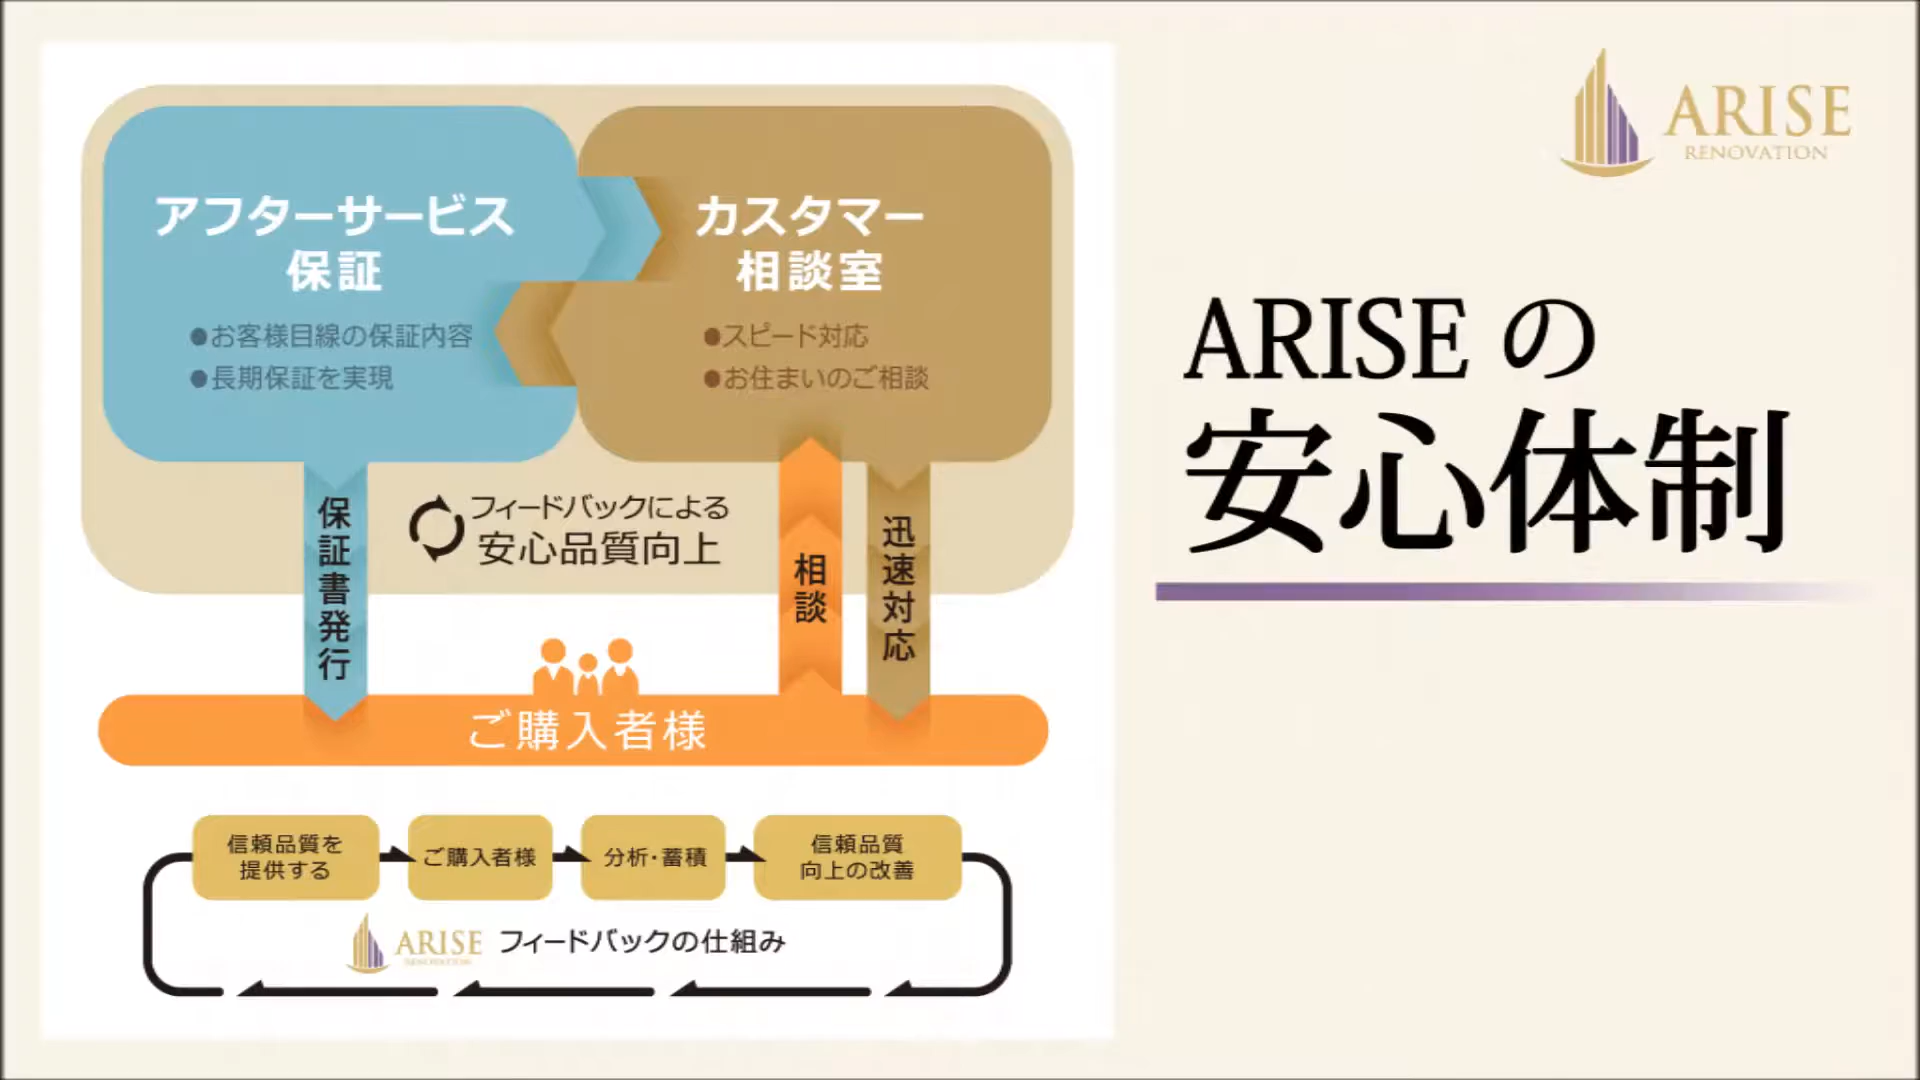 アフターサービス
保証
●お客様目線の保証内容
●長期保証を実現
カスタマー
相談室
●スピード対応
●お住まいのご相談
保証書発行
フィードバックによる
安心品質向上
相談
迅速対応
ご購入者様
信頼品質を
提供する
ご購入者様
分析・蓄積
信頼品質
向上の改善
ARISE
フィードバックの仕組み
ARISE
RENOVATION
ARISE の
安心体制